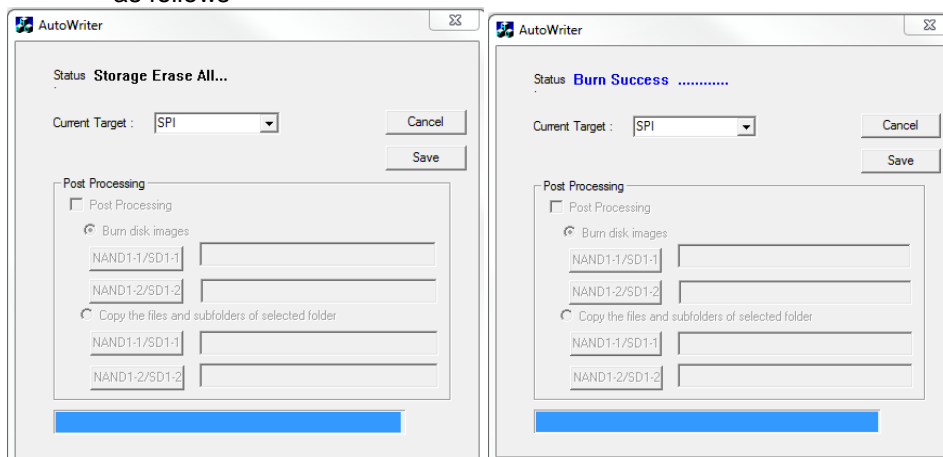 as follows
AutoWriter
Status Storage Erase All...
Current Target : SPI
Cancel
Save
Post Processing
Post Processing
Burn disk images
NAND1-1/SD1-1
NAND1-2/SD1-2
Copy the files and subfolders of selected folder
NAND1-1/SD1-1
NAND1-2/SD1-2
AutoWriter
Status Burn Success ............
Current Target : SPI
Cancel
Save
Post Processing
Post Processing
Burn disk images
NAND1-1/SD1-1
NAND1-2/SD1-2
Copy the files and subfolders of selected folder
NAND1-1/SD1-1
NAND1-2/SD1-2